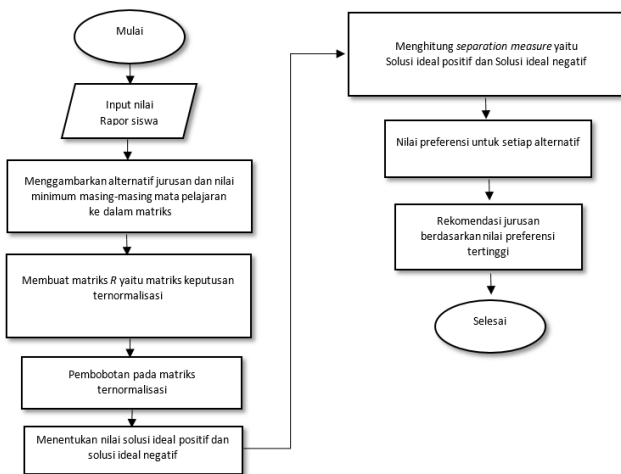 Mulai
Input nilai
Rapor siswa
Menggambarkan alternatif jurusan dan nilai
minimum masing-masing mata pelajaran
ke dalam matriks
Membuat matriks R yaitu matriks keputusan
ternormalisasi
Pembobotan pada matriks
ternormalisasi
Menentukan nilai solusi ideal positif dan
solusi ideal negatif
Menghitung separation measure yaitu
Solusi ideal positif dan Solusi ideal negatif
Nilai preferensi untuk setiap alternatif
Rekomendasi jurusan
berdasarkan nilai preferensi
tertinggi
Selesai